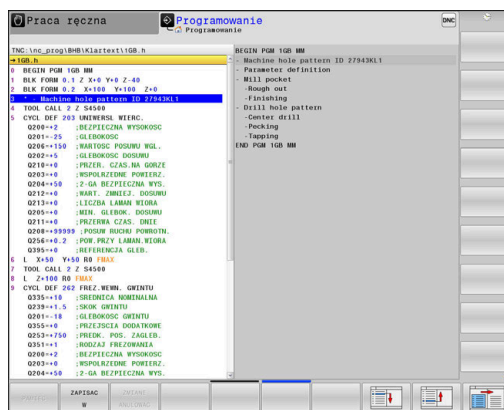 Praca ręczna
Programowanie
Programowanie
DNC
TNC:\nc_prog\BHB\Klartext\1GB.h
→1GB.h
0 BEGIN PGM 1GB MM
1 BLK FORM 0.1 Z X+0 Y+0 Z-40
2 BLK FORM 0.2 X+100 Y+100 Z+0
3 * - Machine hole pattern ID 27943KL1
4 TOOL CALL 2 Z S4500
5 CYCL DEF 203 UNIWERSL WIERC.
Q200=+2 ;BEZPIECZNA WYSOKOSC
Q201=-25 ;GLEBOKOSC
Q206=+150 ;WARTOSC POSUWU WGL.
Q202=+5 ;GLEBOKOSC DOSUWU
Q210=+0 ;PRZER. CZAS.NA GORZE
Q203=+0 ;WSPOLRZEDNE POWIERZ.
Q204=+50 ;2-GA BEZPIECZNA WYS.
Q212=+0 ;WART. ZMNIEJ. DOSUWU
Q213=+0 ;LICZBA LAMAN WIORA
Q205=+0 ;MIN. GLEBOK. DOSUWU
Q211=+0 ;PRZERWA CZAS. DNIE
Q208=+99999 ;POSUW RUCHU POWROTN.
Q256=+0.2 ;POW.PRZY LAMAN.WIORA
Q395=+0 ;REFERENCJA GLEB.
6 L X+50 Y+50 R0 FMAX
7 TOOL CALL 2 Z S4500
8 L Z+100 R0 FMAX
9 CYCL DEF 262 FREZ.WEWN. GWINTU
Q335=+10 ;SREDNICA NOMINALNA
Q239=+1.5 ;SKOK GWINTU
Q201=-18 ;GLEBOKOSC GWINTU
Q355=+0 ;PRZEJSCIA DODATKOWE
Q253=+750 ;PREDK. POS. ZAGLEB.
Q351=+1 ;RODZAJ FREZOWANIA
Q200=+2 ;BEZPIECZNA WYSOKOSC
Q203=+0 ;WSPOLRZEDNE POWIERZ.
Q204=+50 ;2-GA BEZPIECZNA WYS.
BEGIN PGM 1GB MM
- Machine hole pattern ID 27943KL1
- Parameter definition
- Mill pocket
-Rough out
-Finishing
- Drill hole pattern
-Center drill
-Pecking
-Tapping
END PGM 1GB MM
ZAPISAC
W